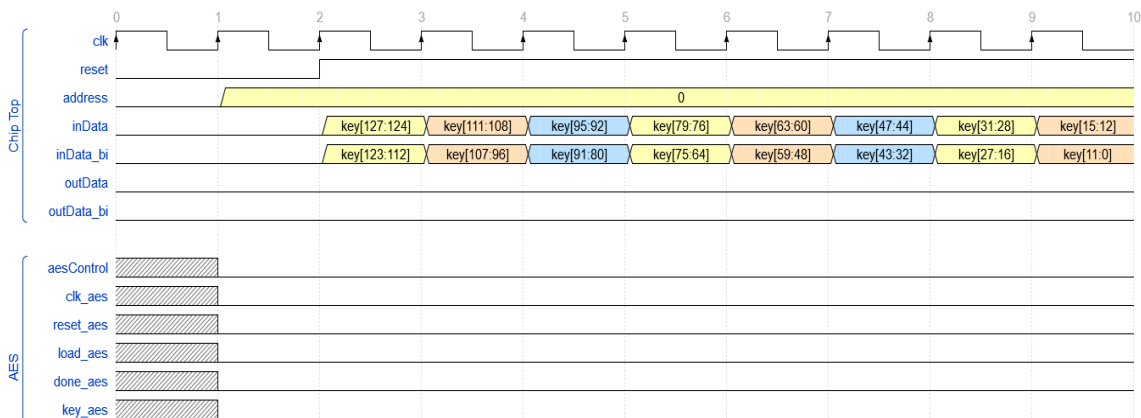 0 1 2 3 4 5 6 7 8 9 10
Chip Top
clk
reset
address 0
inData key[127:124] key[111:108] key[95:92] key[79:76] key[63:60] key[47:44] key[31:28] key[15:12]
inData_bi key[123:112] key[107:96] key[91:80] key[75:64] key[59:48] key[43:32] key[27:16] key[11:0]
outData
outData_bi
AES
aesControl
clk_aes
reset_aes
load_aes
done_aes
key_aes